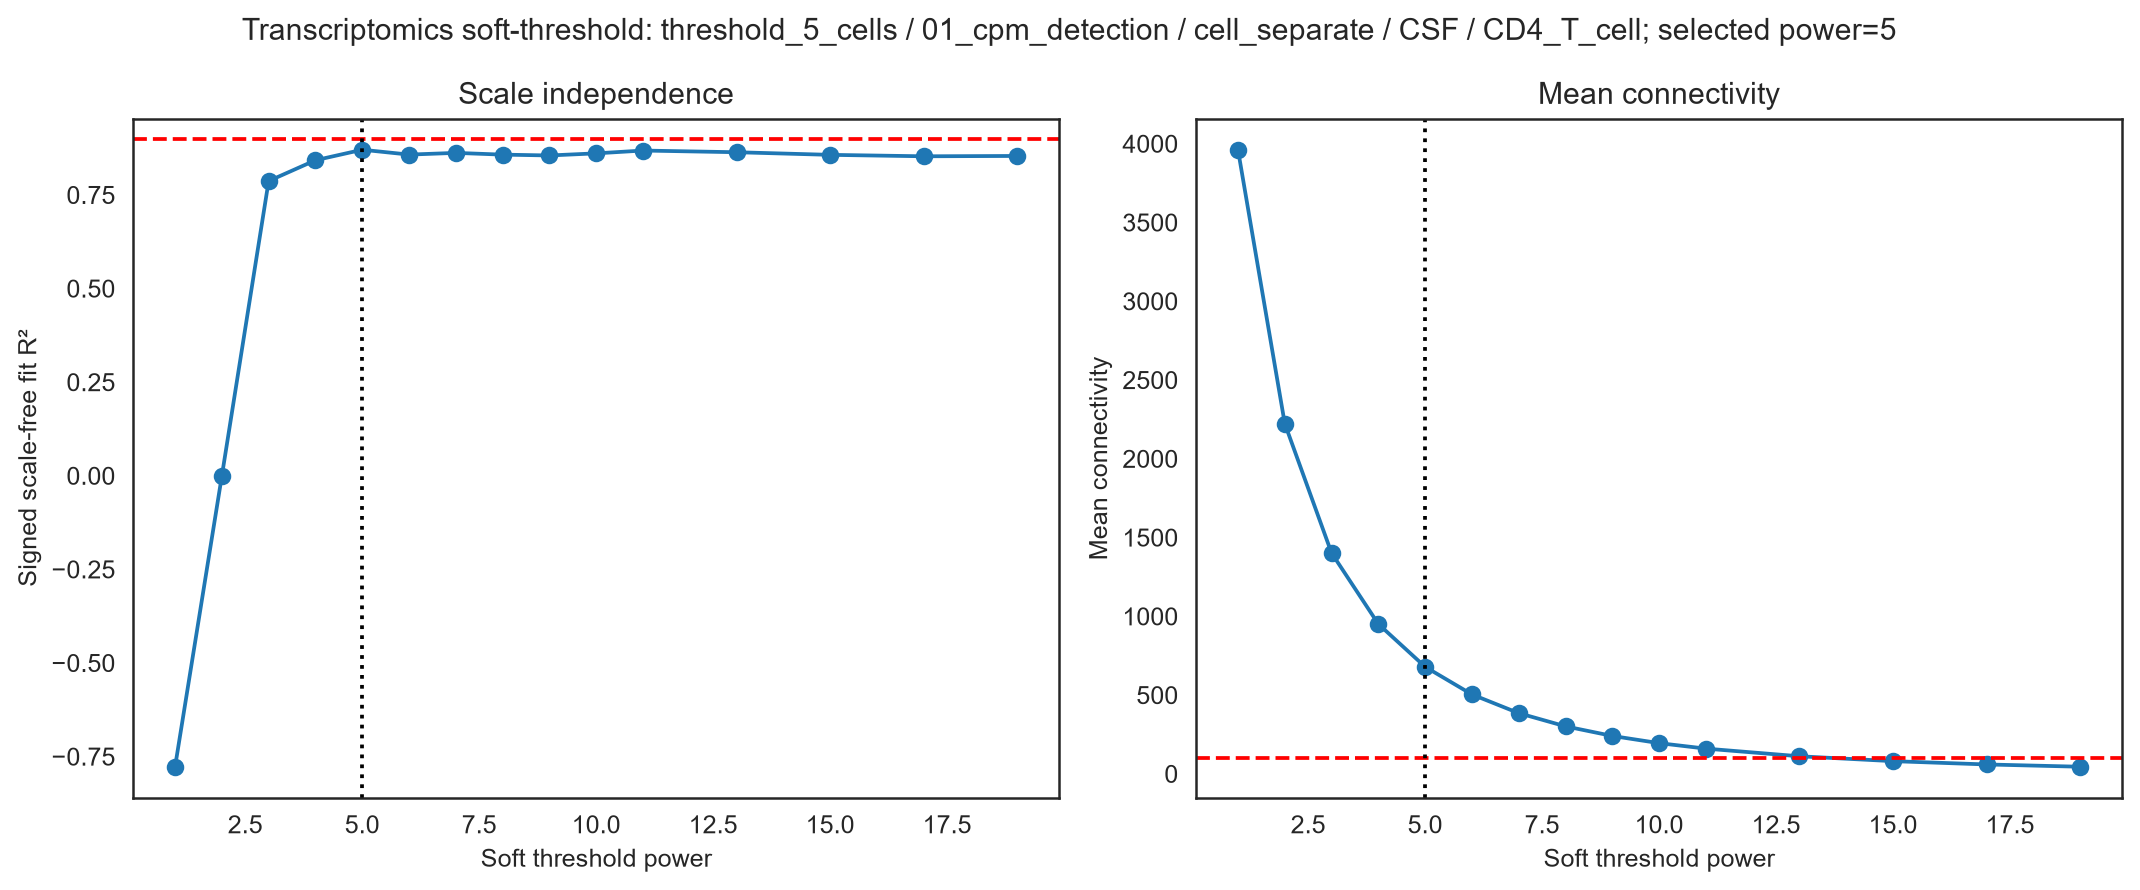 Transcriptomics soft-threshold: threshold_5_cells / 01_cpm_detection / cell_separate / CSF / CD4_T_cell; selected power=5
Scale independence
Signed scale-free fit R²
0.75
0.50
0.25
0.00
−0.25
−0.50
−0.75
2.5 5.0 7.5 10.0 12.5 15.0 17.5
Soft threshold power
Mean connectivity
Mean connectivity
4000
3500
3000
2500
2000
1500
1000
500
0
2.5 5.0 7.5 10.0 12.5 15.0 17.5
Soft threshold power